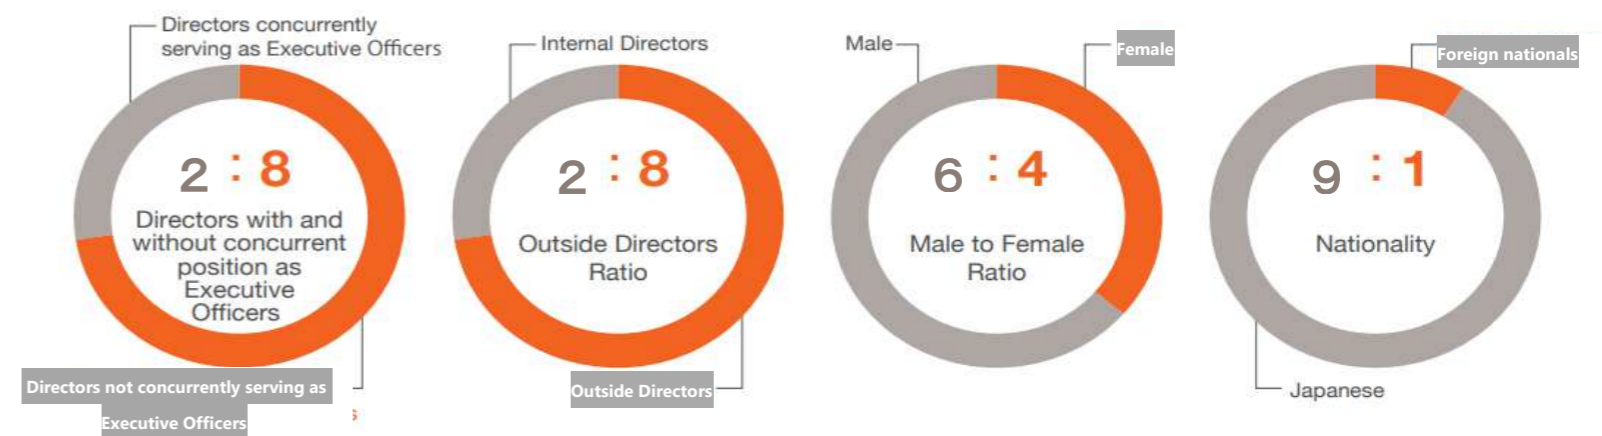 Directors concurrently
serving as Executive Officers
2 : 8
Directors with and
without concurrent
position as
Executive
Officers
Directors not concurrently serving as
Executive Officers
s
Internal Directors
2 : 8
Outside Directors
Ratio
Outside Directors
Male
Female
6 : 4
Male to Female
Ratio
Foreign nationals
9 : 1
Nationality
Japanese